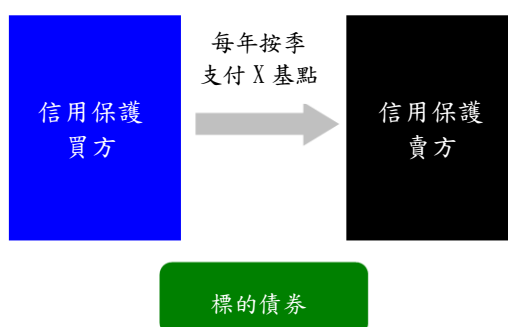 每年按季
支付 X 基點
信用保護
買方
信用保護
賣方
標的債券